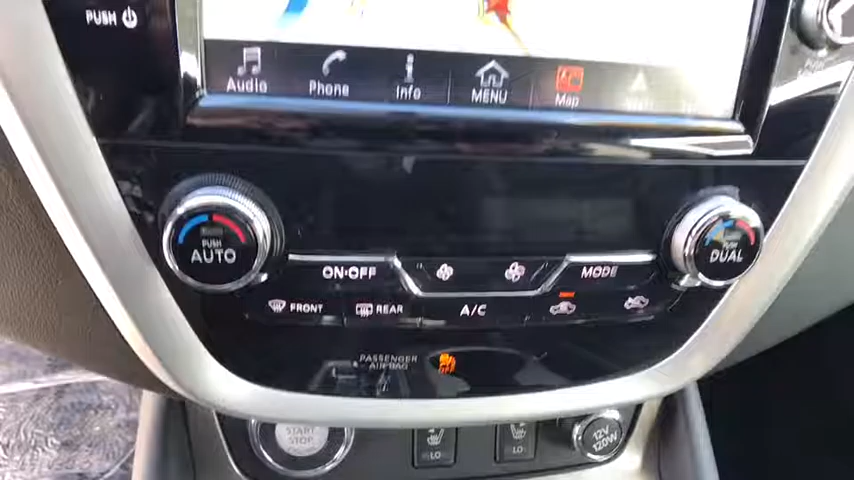 PUSH
Audio Phone Info MENU Map
PUSH
AUTO
ON•OFF
MODE
DUAL
FRONT REAR A/C
PASSENGER
AIRBAG
OFF
START
STOP
LO
LO
12V
120W